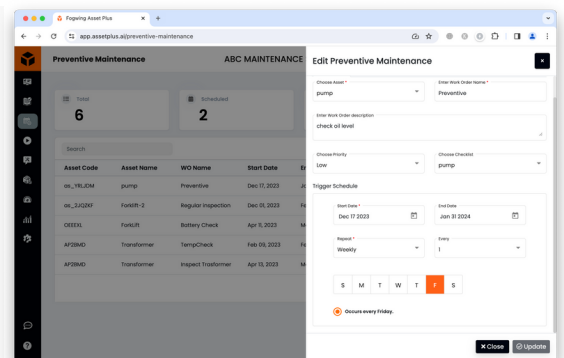 Fogwing Asset Plus
app.assetplus.ai/preventive-maintenance
Preventive Maintenance
ABC MAINTENANCE
Total
6
Scheduled
2
Search
Asset Code Asset Name WO Name Start Date
as_YRLJDM pump Preventive Dec 17, 2023
as_2JQZKF Forklift-2 Regular Inspection Dec 01, 2023
OEEEXL ForkLift Battery Check Apr 11, 2023
AP2BMD Transformer TempCheck Feb 09, 2023
AP2BMD Transformer Inspect Trasformer Apr 13, 2023
Edit Preventive Maintenance
Choose Asset *
pump
Enter Work Order Name *
Preventive
Enter Work Order description
check oil level
Choose Priority
Low
Choose Checklist
pump
Trigger Schedule
Start Date *
Dec 17 2023
End Date
Jan 31 2024
Repeat *
Weekly
Every
1
S M T W T F S
Occurs every Friday.
Close
Update